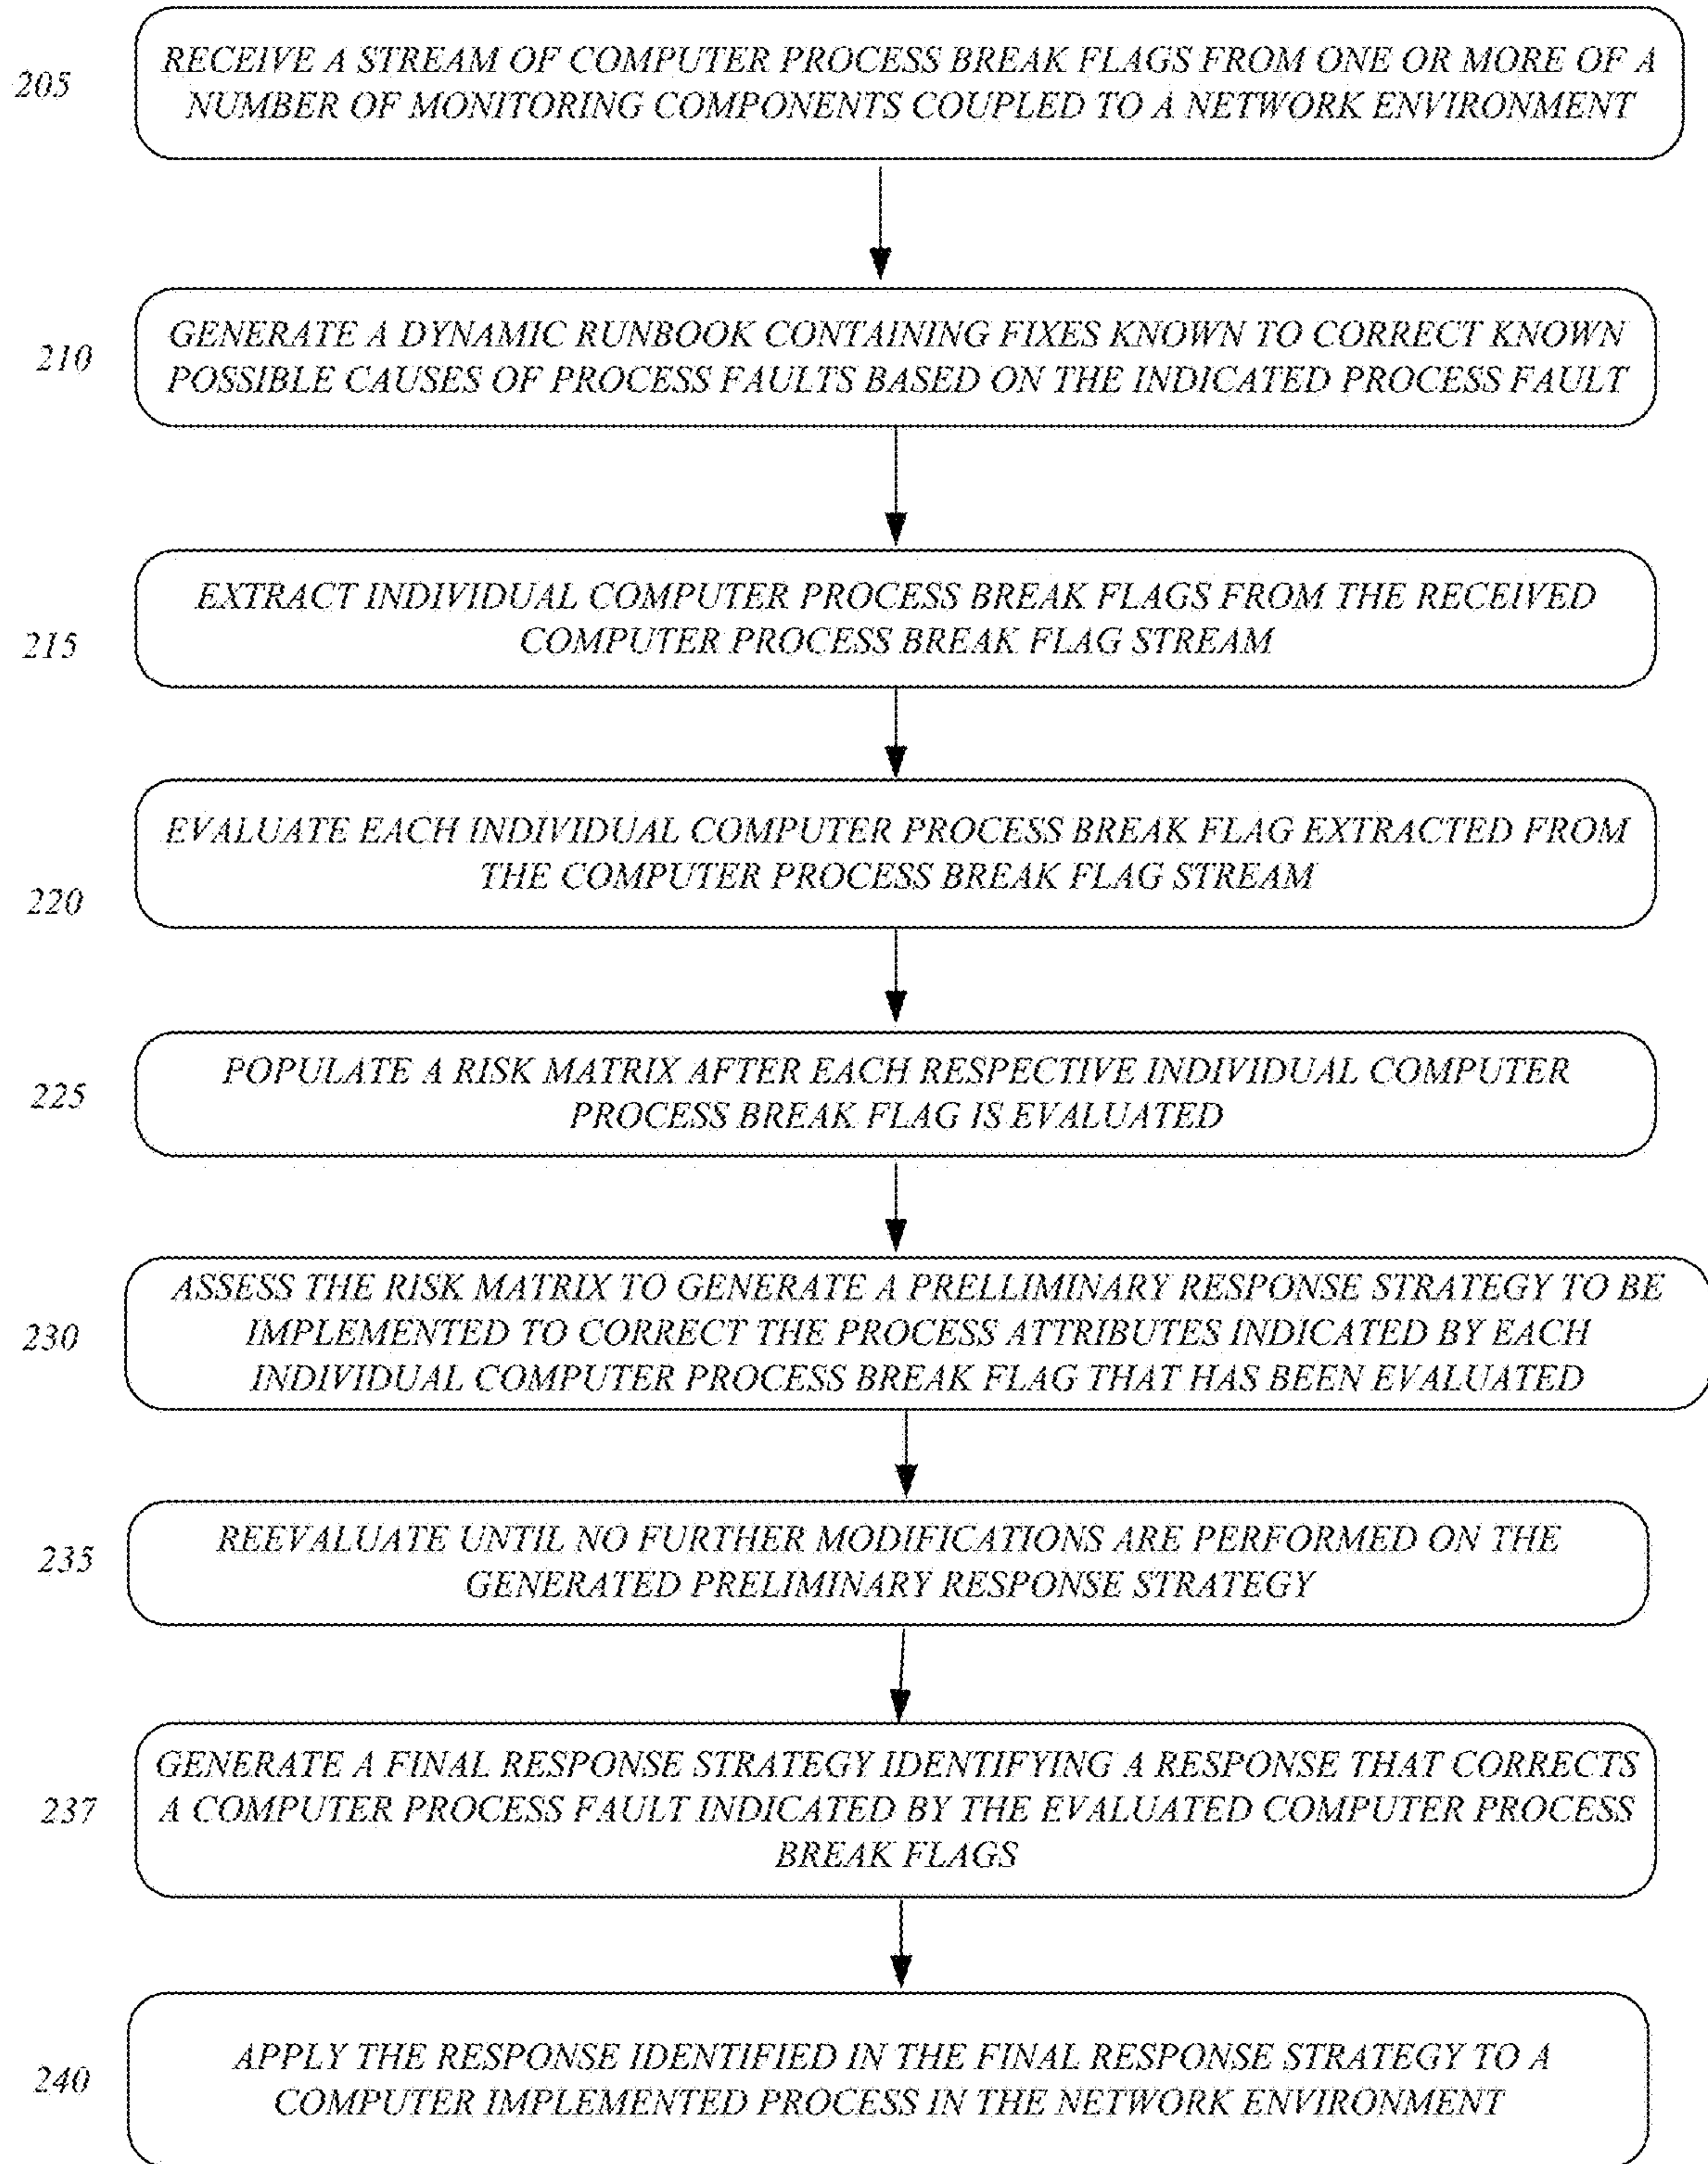 205
RECEIVE A STREAM OF COMPUTER PROCESS BREAK FLAGS FROM ONE OR MORE OF A
NUMBER OF MONITORING COMPONENTS COUPLED TO A NETWORK ENVIRONMENT
210
GENERATE A DYNAMIC RUNBOOK CONTAINING FIXES KNOWN TO CORRECT KNOWN
POSSIBLE CAUSES OF PROCESS FAULTS BASED ON THE INDICATED PROCESS FAULT
215
EXTRACT INDIVIDUAL COMPUTER PROCESS BREAK FLAGS FROM THE RECEIVED
COMPUTER PROCESS BREAK FLAG STREAM
220
EVALUATE EACH INDIVIDUAL COMPUTER PROCESS BREAK FLAG EXTRACTED FROM
THE COMPUTER PROCESS BREAK FLAG STREAM
225
POPULATE A RISK MATRIX AFTER EACH RESPECTIVE INDIVIDUAL COMPUTER
PROCESS BREAK FLAG IS EVALUATED
230
ASSESS THE RISK MATRIX TO GENERATE A PRELLIMINARY RESPONSE STRATEGY TO BE
IMPLEMENTED TO CORRECT THE PROCESS ATTRIBUTES INDICATED BY EACH
INDIVIDUAL COMPUTER PROCESS BREAK FLAG THAT HAS BEEN EVALUATED
235
REEVALUATE UNTIL NO FURTHER MODIFICATIONS ARE PERFORMED ON THE
GENERATED PRELIMINARY RESPONSE STRATEGY
237
GENERATE A FINAL RESPONSE STRATEGY IDENTIFYING A RESPONSE THAT CORRECTS
A COMPUTER PROCESS FAULT INDICATED BY THE EVALUATED COMPUTER PROCESS
BREAK FLAGS
240
APPLY THE RESPONSE IDENTIFIED IN THE FINAL RESPONSE STRATEGY TO A
COMPUTER IMPLEMENTED PROCESS IN THE NETWORK ENVIRONMENT